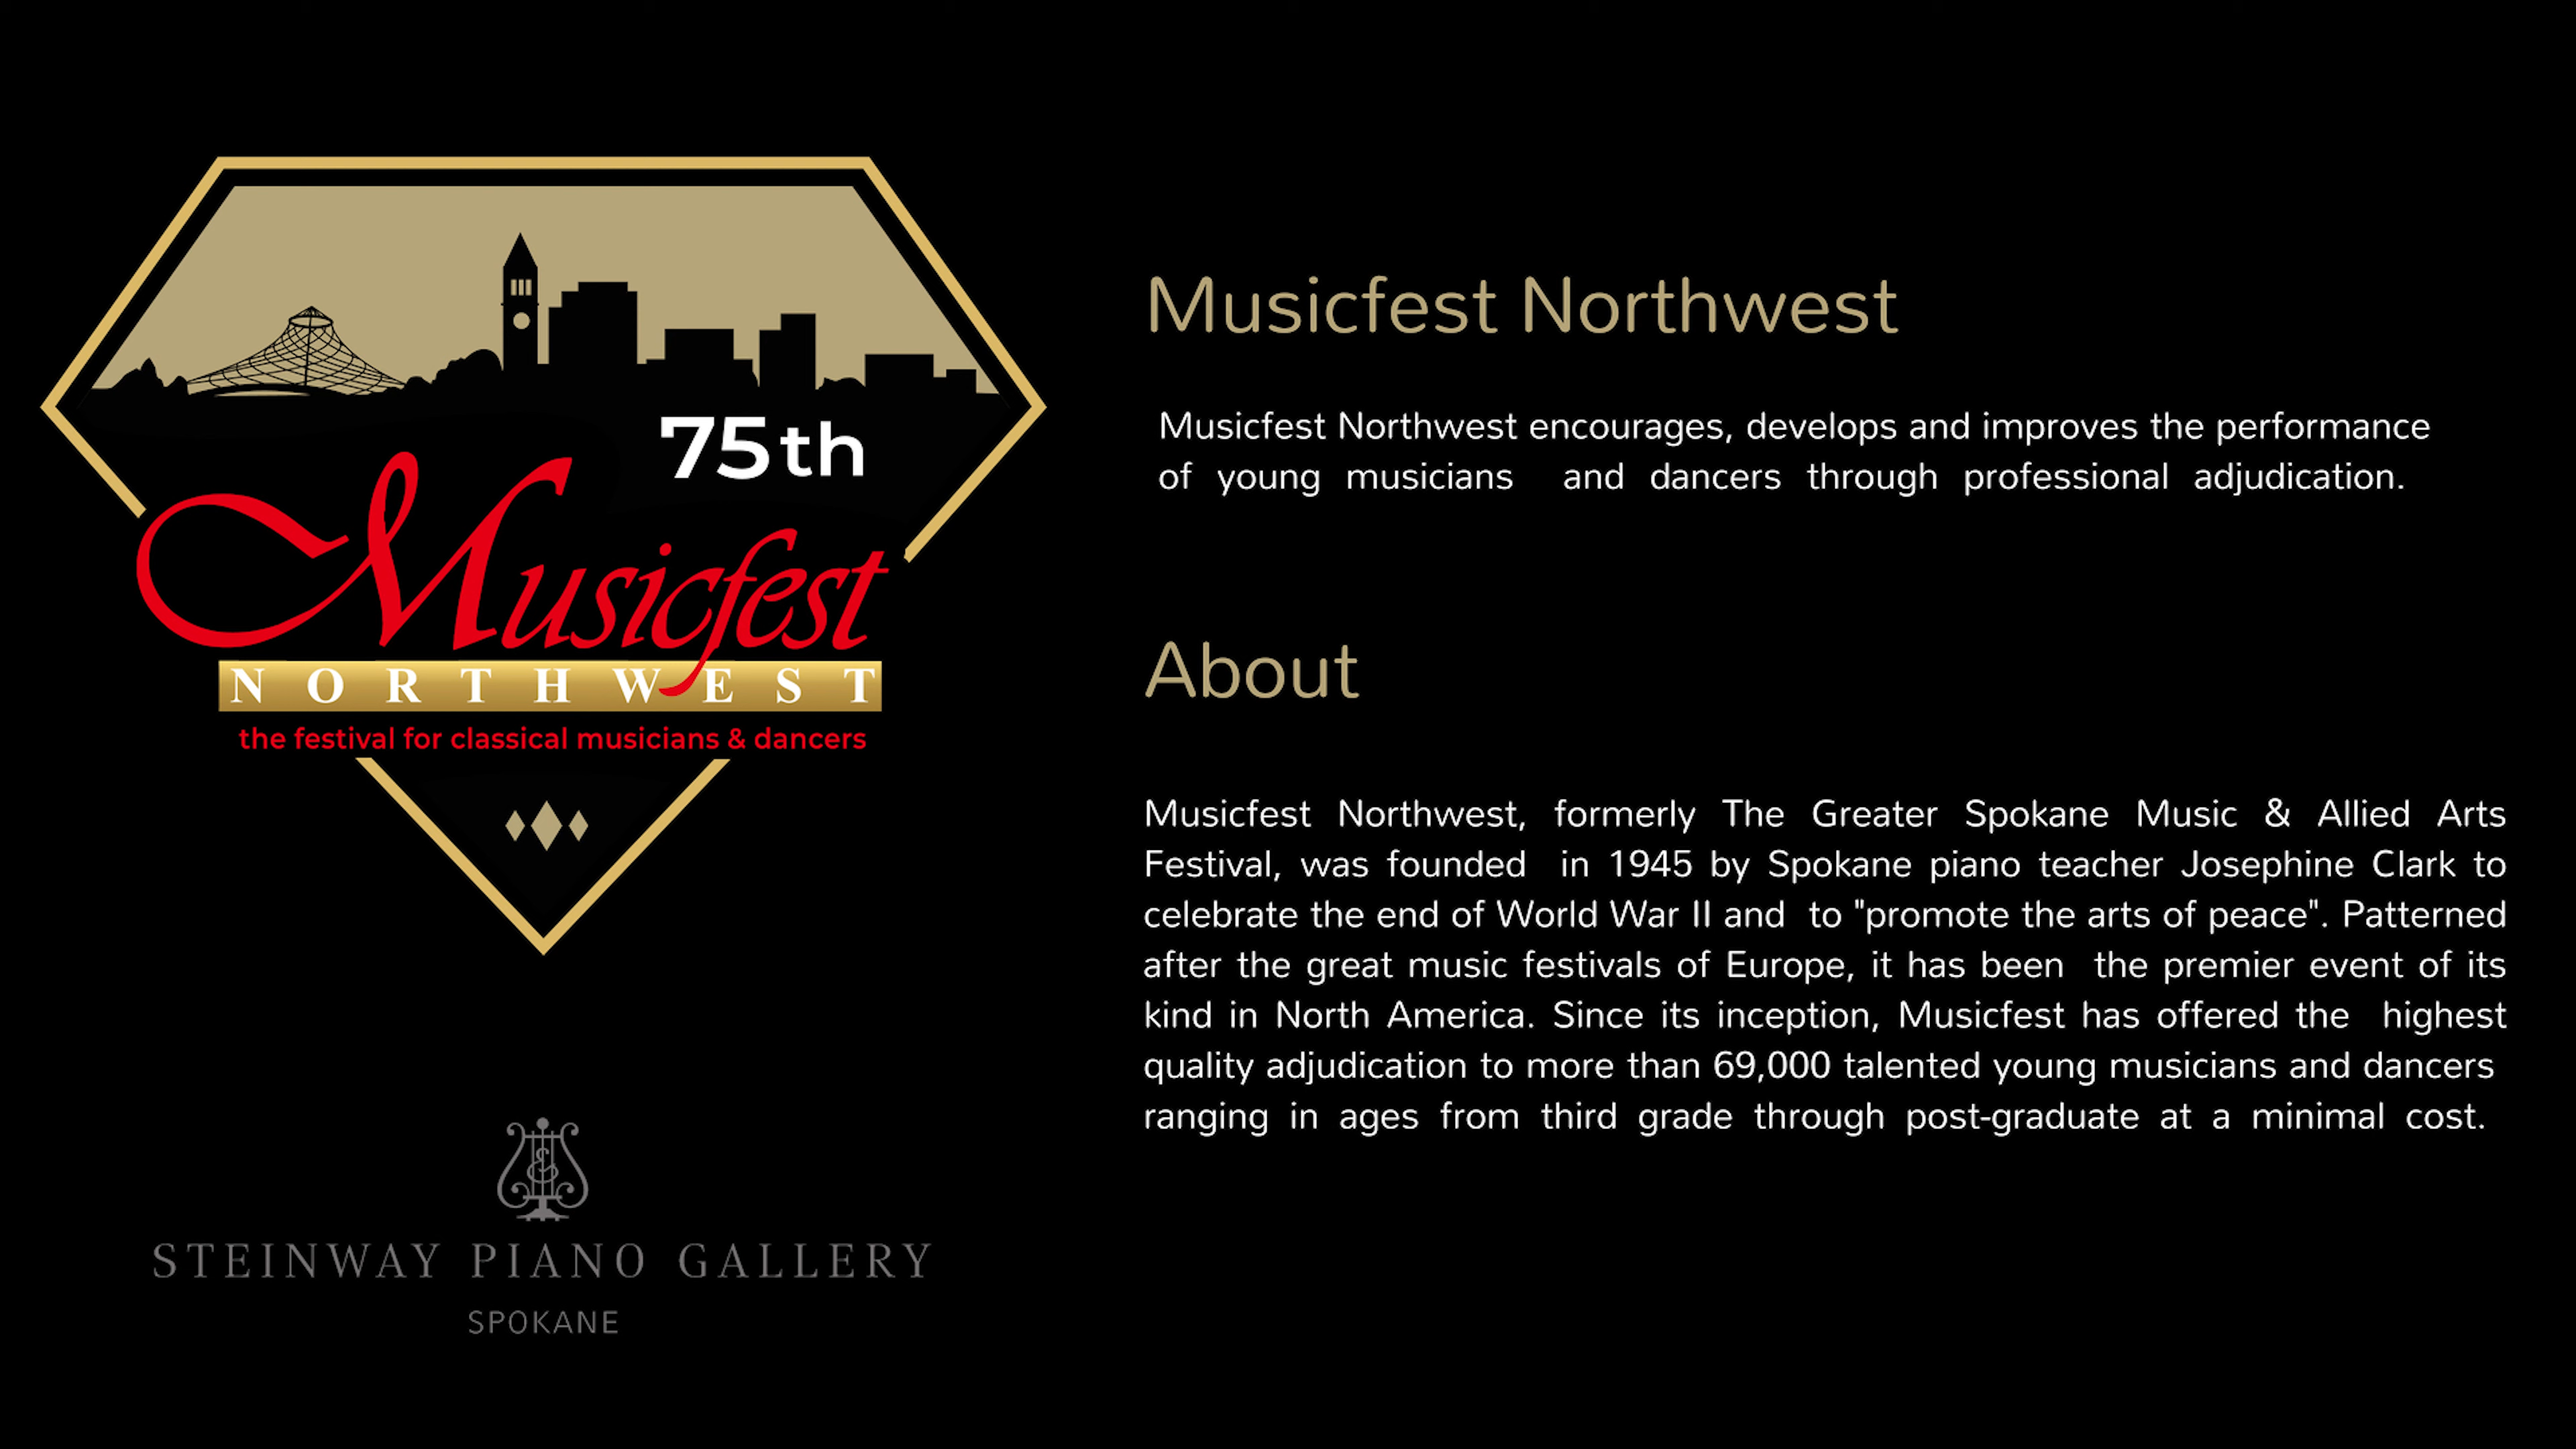 75th
Musicfest
NORTHWEST
the festival for classical musicians & dancers
STEINWAY PIANO GALLERY
SPOKANE
Musicfest Northwest
Musicfest Northwest encourages, develops and improves the performance
of young musicians and dancers through professional adjudication.
About
Musicfest Northwest, formerly The Greater Spokane Music & Allied Arts
Festival, was founded in 1945 by Spokane piano teacher Josephine Clark to
celebrate the end of World War II and to "promote the arts of peace". Patterned
after the great music festivals of Europe, it has been the premier event of its
kind in North America. Since its inception, Musicfest has offered the highest
quality adjudication to more than 69,000 talented young musicians and dancers
ranging in ages from third grade through post-graduate at a minimal cost.